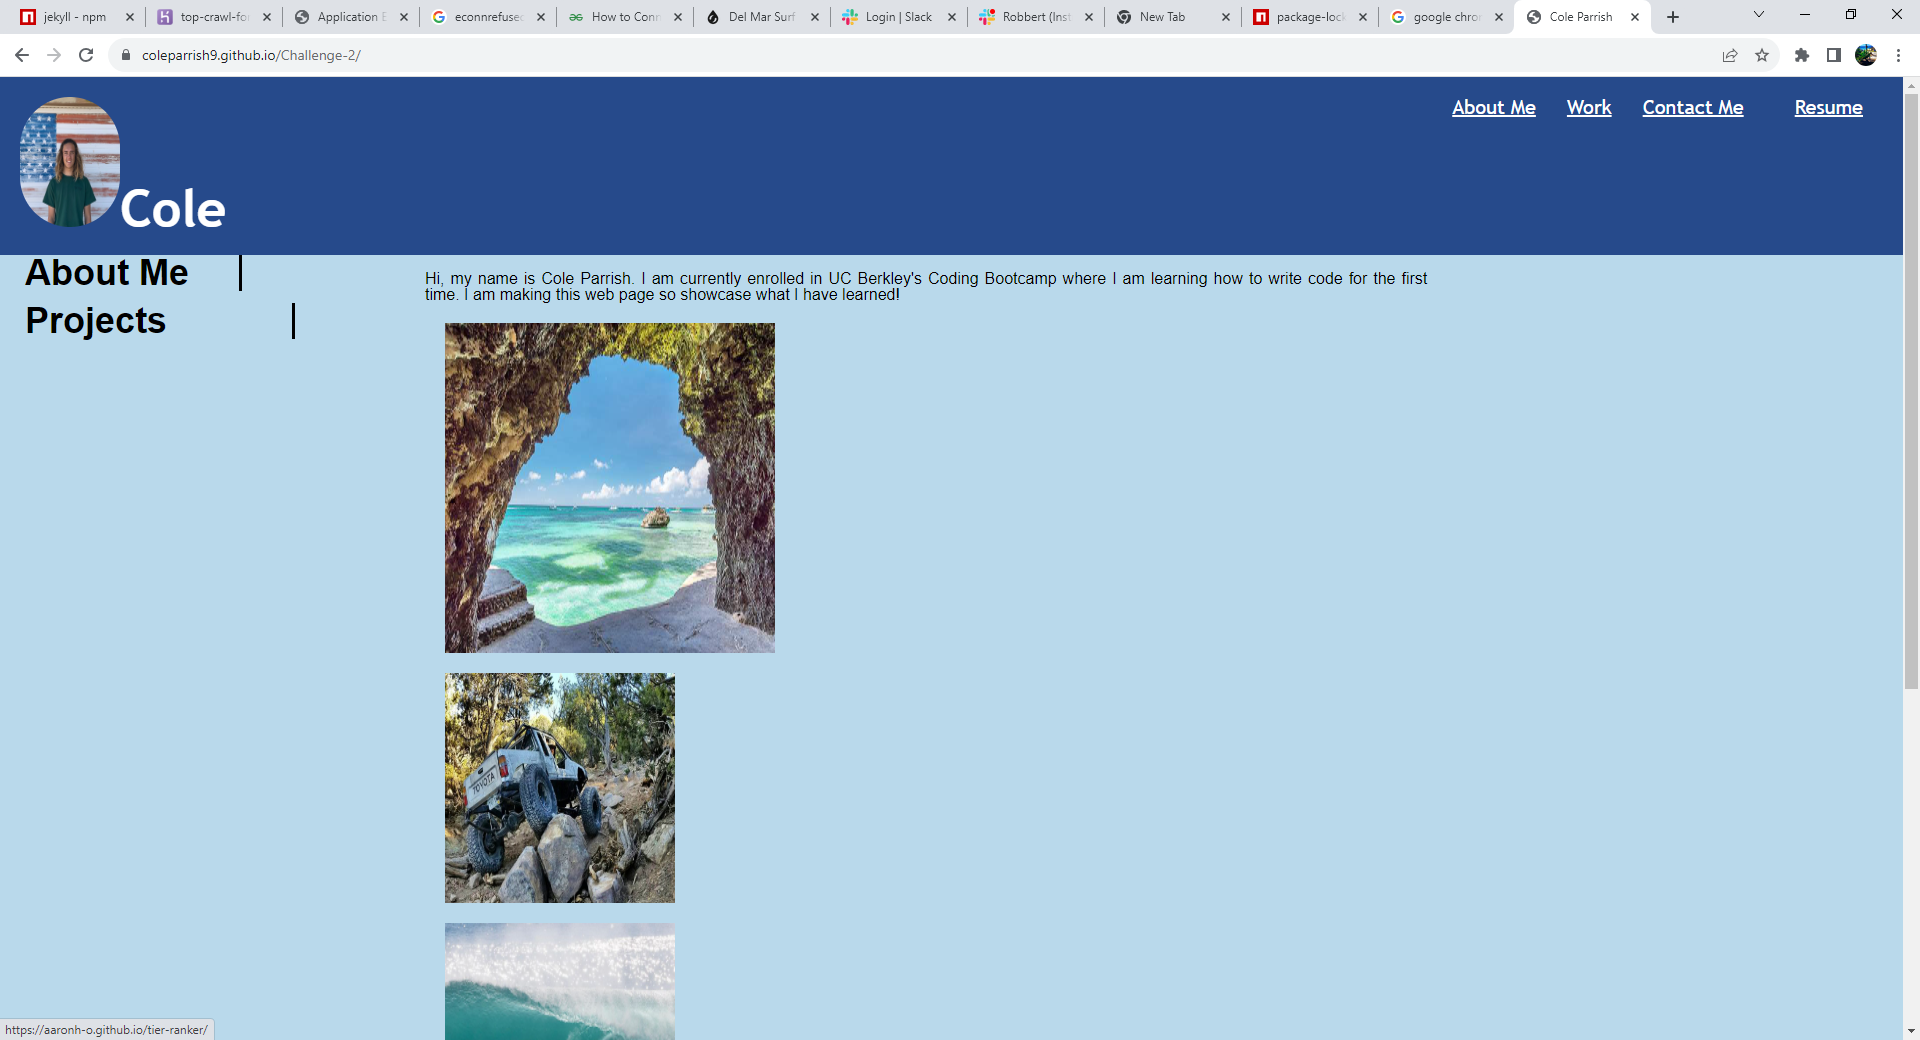 jekyll - npm
top-crawl-fo
Application E
econnrefused
How to Conn
Del Mar Surf
Login | Slack
Robbert (Inst
New Tab
package-lock
google chron
Cole Parrish
coleparrish9.github.io/Challenge-2/
About Me
Work
Contact Me
Resume
Cole
About Me
Hi, my name is Cole Parrish. I am currently enrolled in UC Berkley's Coding Bootcamp where I am learning how to write code for the first
time. I am making this web page so showcase what I have learned!
Projects
TOYOTA
https://aaronh-o.github.io/tier-ranker/